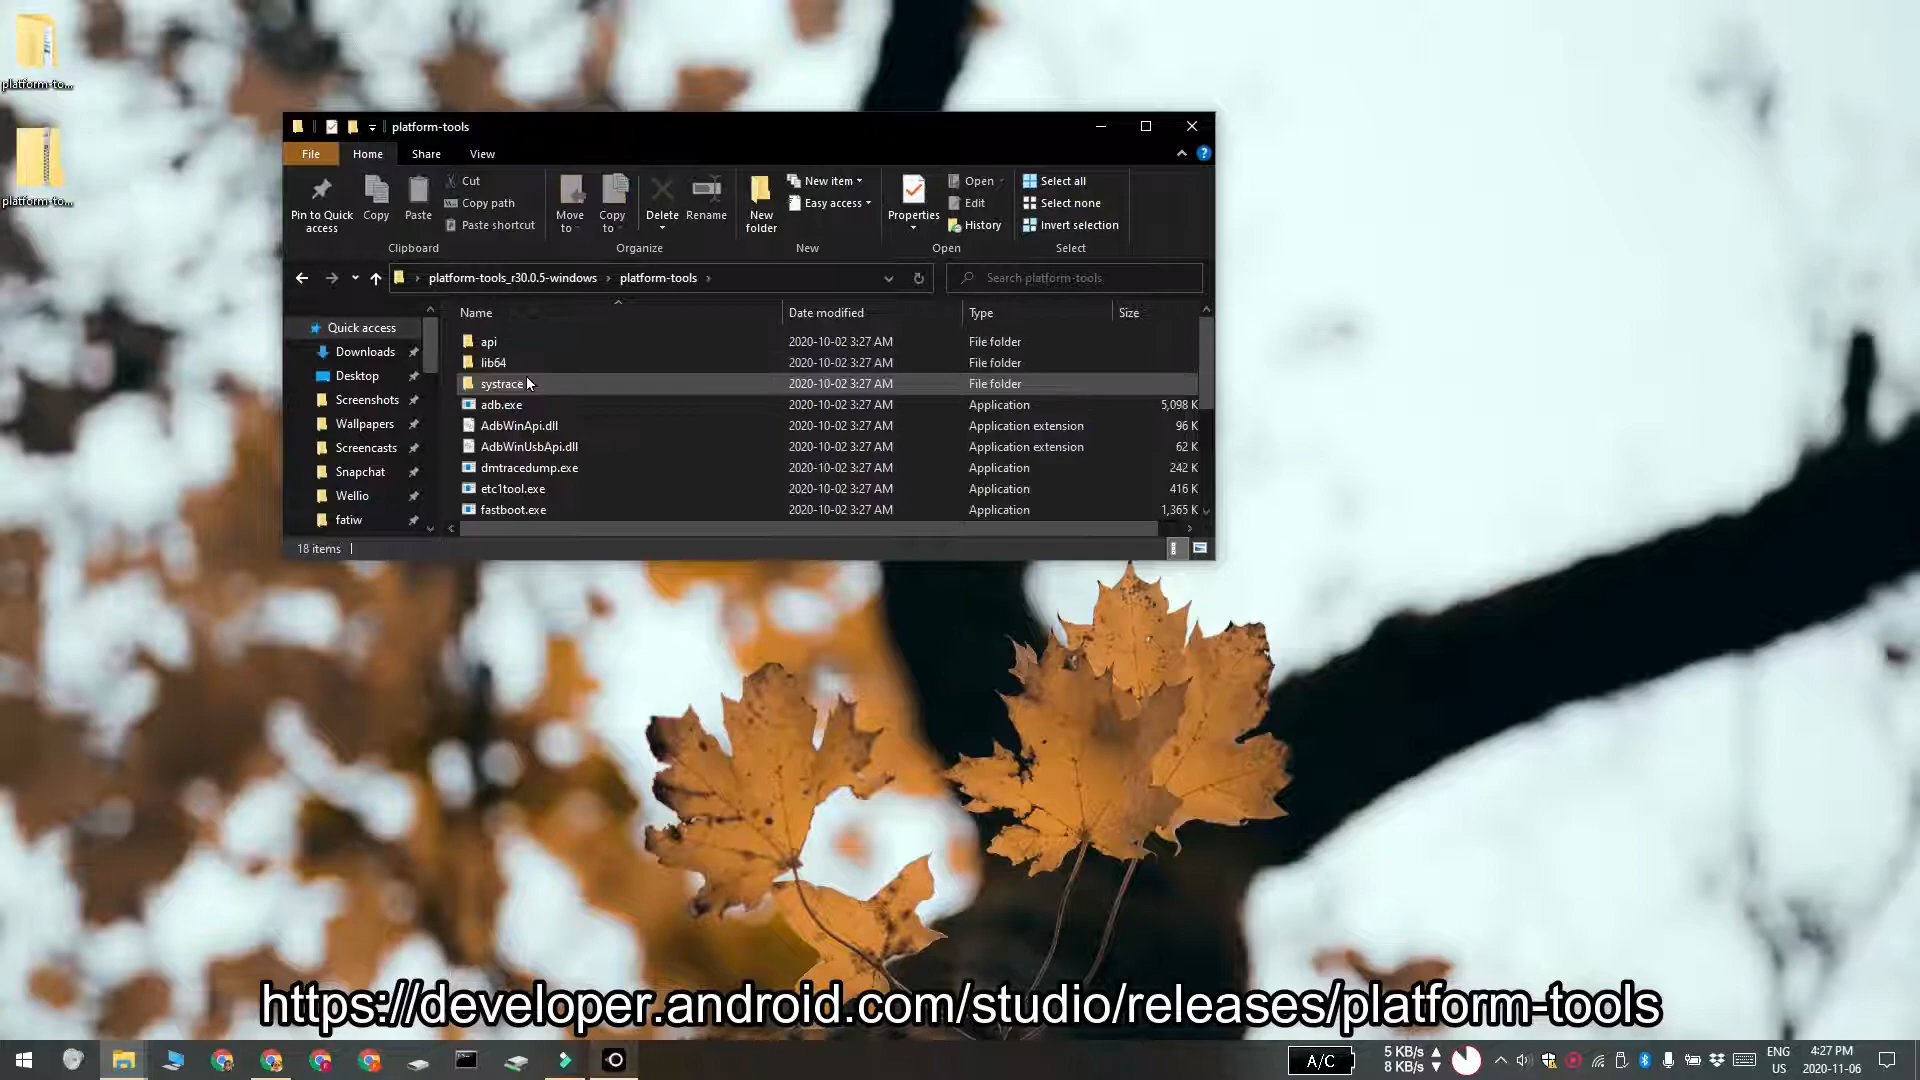 platform-to...
platform-to...
platform-tools
File Home Share View
Pin to Quick access
Copy
Paste
Cut
Copy path
Paste shortcut
Clipboard
Move to
Copy to
Delete
Rename
Organize
New folder
New item
Easy access
New
Properties
Open
Edit
History
Open
Select all
Select none
Invert selection
Select
platform-tools_r30.0.5-windows platform-tools
Search platform-tools
Quick access
Downloads
Desktop
Screenshots
Wallpapers
Screencasts
Snapchat
Wellio
fatiw
Name Date modified Type Size
api 2020-10-02 3:27 AM File folder
lib64 2020-10-02 3:27 AM File folder
systrace 2020-10-02 3:27 AM File folder
adb.exe 2020-10-02 3:27 AM Application 5,098 K
AdbWinApi.dll 2020-10-02 3:27 AM Application extension 96 K
AdbWinUsbApi.dll 2020-10-02 3:27 AM Application extension 62 K
dmtracedump.exe 2020-10-02 3:27 AM Application 242 K
etc1tool.exe 2020-10-02 3:27 AM Application 416 K
fastboot.exe 2020-10-02 3:27 AM Application 1,365 K
18 items
https://developer.android.com/studio/releases/platform-tools
A/C
5 KB/s
8 KB/s
ENG
US
4:27 PM
2020-11-06